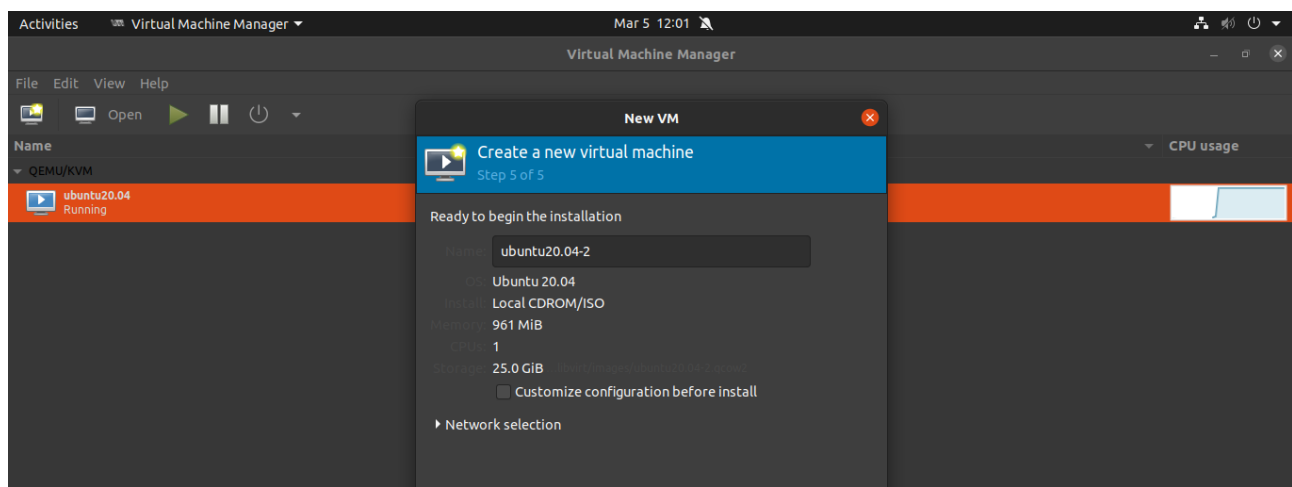 Activities Virtual Machine Manager Mar 5 12:01
Virtual Machine Manager
File Edit View Help
Open
Name CPU usage
QEMU/KVM
ubuntu20.04
Running
New VM
Create a new virtual machine
Step 5 of 5
Ready to begin the installation
Name: ubuntu20.04-2
OS: Ubuntu 20.04
Install: Local CDROM/ISO
Memory: 961 MiB
CPUs: 1
Storage: 25.0 GiB
Customize configuration before install
Network selection